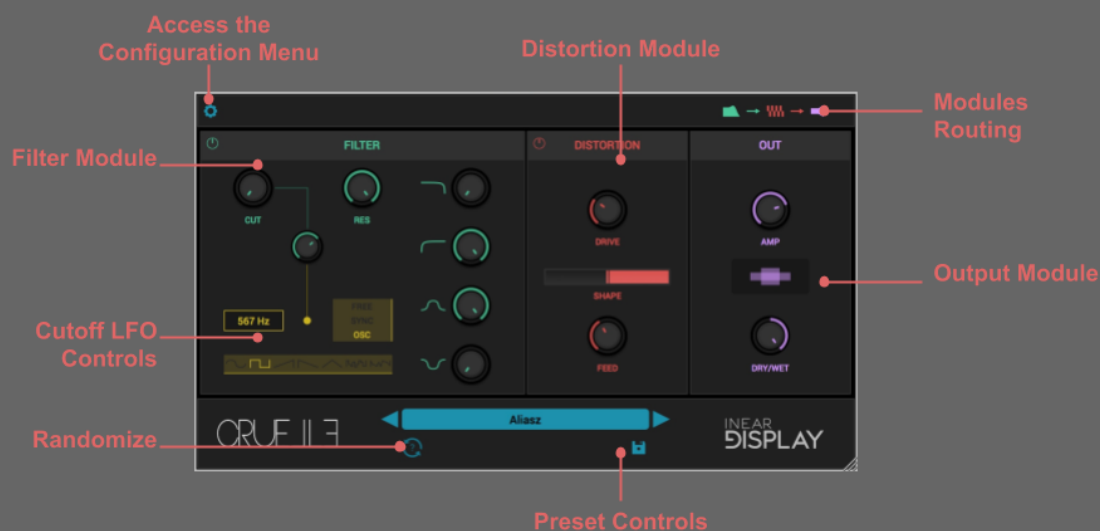 Access the
Configuration Menu
Distortion Module
Modules
Routing
Filter Module
FILTER
DISTORTION
OUT
CUT
RES
DRIVE
AMP
SHAPE
Output Module
Cutoff LFO
Controls
567 Hz
FREE
SYNC
OSC
FEED
DRY/WET
Randomize
Aliasz
INEAR
DISPLAY
Preset Controls